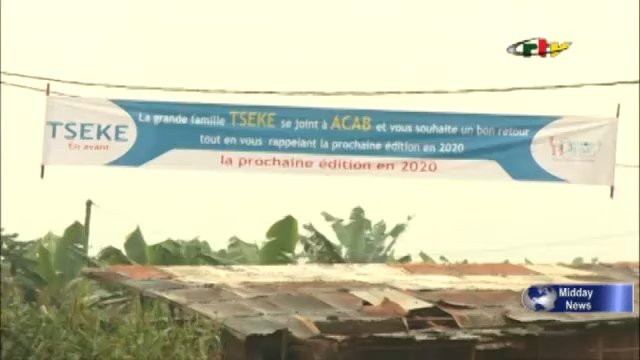 crtv
La grande famille TSEKE se joint à ACAB et vous souhaite un bon retour
tout en vous rappelant la prochaine édition en 2020
la prochaine édition en 2020
TSEKE
En avant
Midday
News